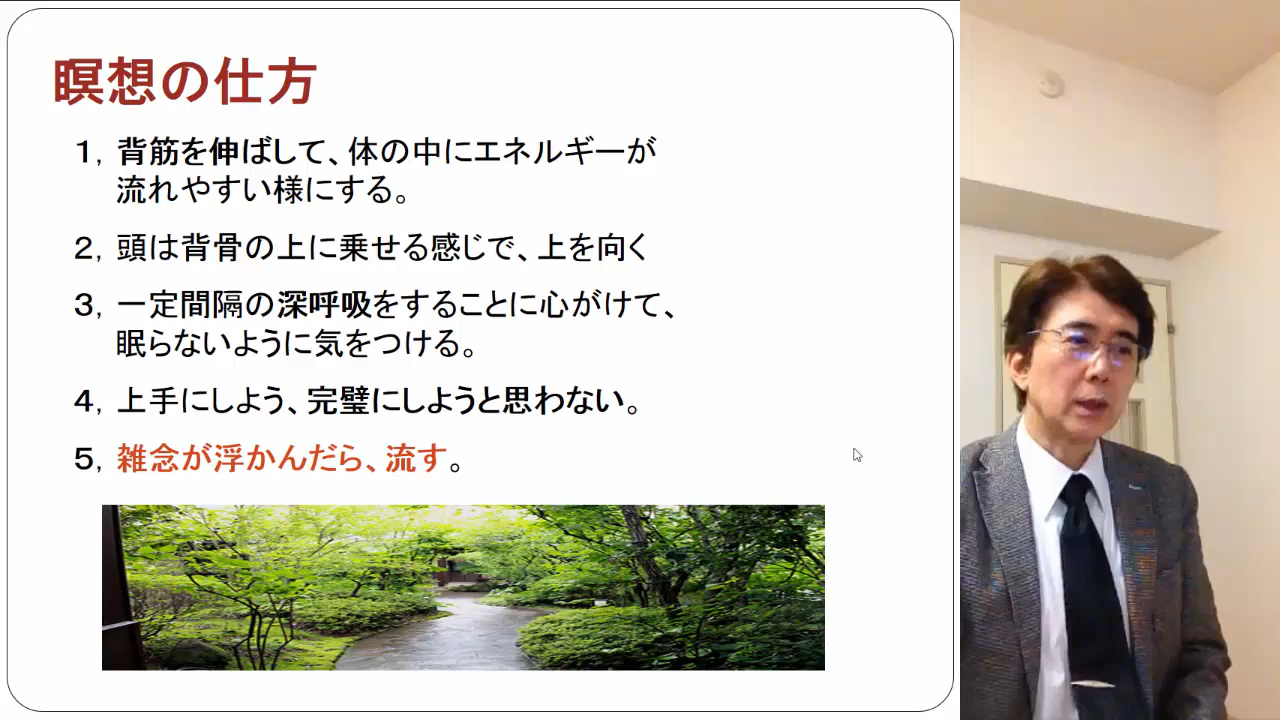 瞑想の仕方
1, 背筋を伸ばして、体の中にエネルギーが
流れやすい様にする。
2, 頭は背骨の上に乗せる感じで、上を向く
3, 一定間隔の深呼吸をすることに心がけて、
眠らないように気をつける。
4, 上手にしよう、完璧にしようと思わない。
5, 雑念が浮かんだら、流す。